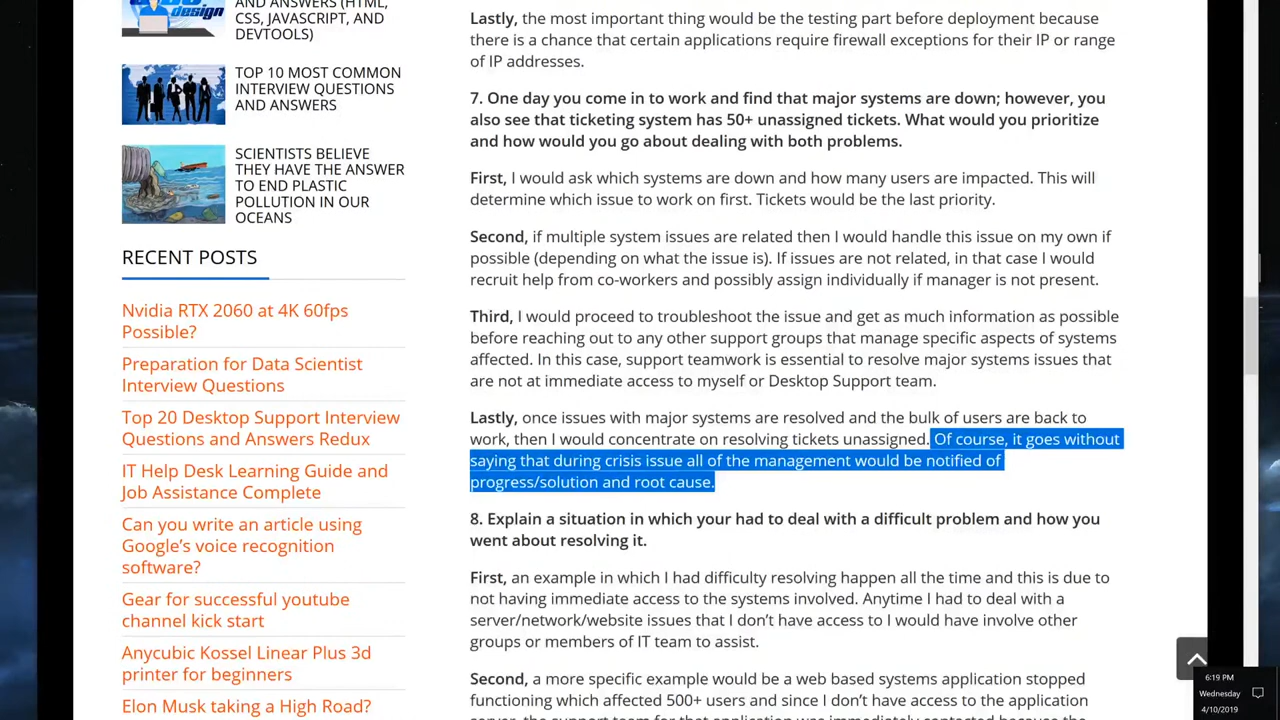 AND ANSWERS (HTML,
CSS, JAVASCRIPT, AND
DEVTOOLS)
design
TOP 10 MOST COMMON
INTERVIEW QUESTIONS
AND ANSWERS
SCIENTISTS BELIEVE
THEY HAVE THE ANSWER
TO END PLASTIC
POLLUTION IN OUR
OCEANS
RECENT POSTS
Nvidia RTX 2060 at 4K 60fps
Possible?
Preparation for Data Scientist
Interview Questions
Top 20 Desktop Support Interview
Questions and Answers Redux
IT Help Desk Learning Guide and
Job Assistance Complete
Can you write an article using
Google's voice recognition
software?
Gear for successful youtube
channel kick start
Anycubic Kossel Linear Plus 3d
printer for beginners
Elon Musk taking a High Road?
Lastly, the most important thing would be the testing part before deployment because
there is a chance that certain applications require firewall exceptions for their IP or range
of IP addresses.
7. One day you come in to work and find that major systems are down; however, you
also see that ticketing system has 50+ unassigned tickets. What would you prioritize
and how would you go about dealing with both problems.
First, I would ask which systems are down and how many users are impacted. This will
determine which issue to work on first. Tickets would be the last priority.
Second, if multiple system issues are related then I would handle this issue on my own if
possible (depending on what the issue is). If issues are not related, in that case I would
recruit help from co-workers and possibly assign individually if manager is not present.
Third, I would proceed to troubleshoot the issue and get as much information as possible
before reaching out to any other support groups that manage specific aspects of systems
affected. In this case, support teamwork is essential to resolve major systems issues that
are not at immediate access to myself or Desktop Support team.
Lastly, once issues with major systems are resolved and the bulk of users are back to
work, then I would concentrate on resolving tickets unassigned. Of course, it goes without
saying that during crisis issue all of the management would be notified of
progress/solution and root cause.
8. Explain a situation in which your had to deal with a difficult problem and how you
went about resolving it.
First, an example in which I had difficulty resolving happen all the time and this is due to
not having immediate access to the systems involved. Anytime I had to deal with a
server/network/website issues that I don't have access to I would have involve other
groups or members of IT team to assist.
Second, a more specific example would be a web based systems application stopped
functioning which affected 500+ users and since I don't have access to the application
server, the support team for that application was immediately contacted because the
6:19 PM
Wednesday
4/10/2019